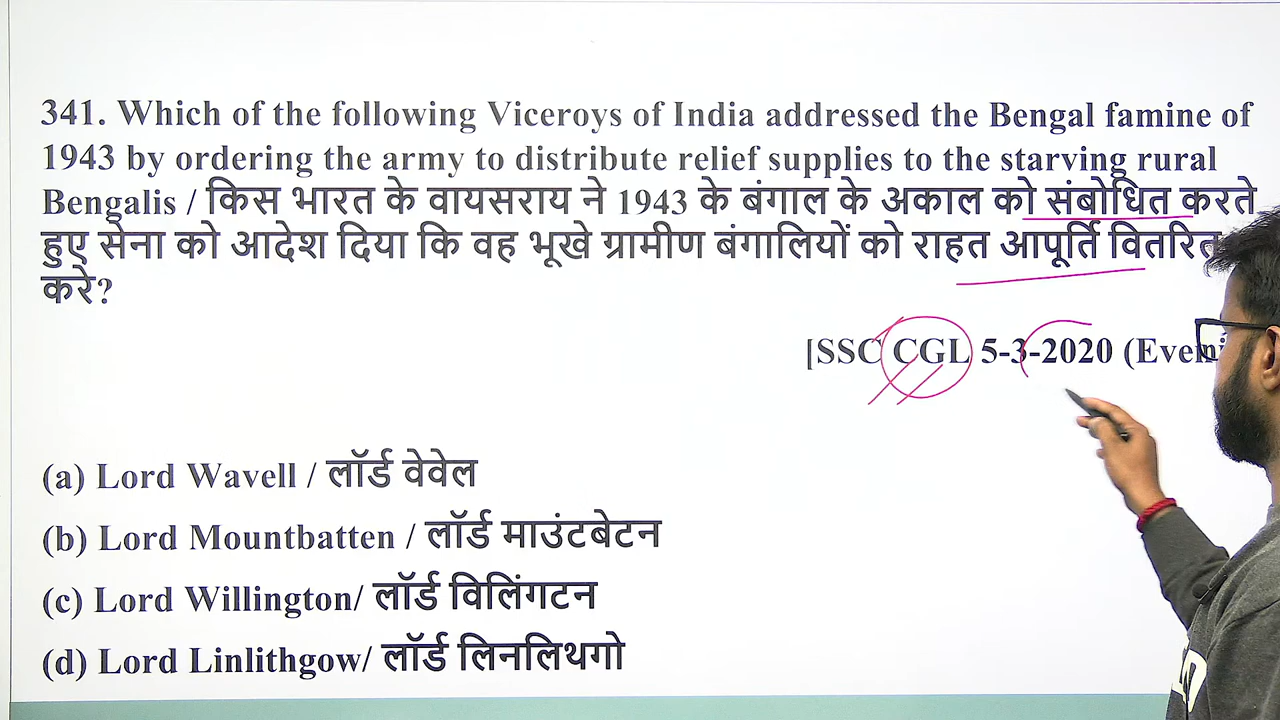 341. Which of the following Viceroys of India addressed the Bengal famine of
1943 by ordering the army to distribute relief supplies to the starving rural
Bengalis / किस भारत के वायसराय ने 1943 के बंगाल के अकाल को संबोधित करते
हुए सेना को आदेश दिया कि वह भूखे ग्रामीण बंगालियों को राहत आपूर्ति वितरित
करे?
[SSC CGL 5-3-2020
(a) Lord Wavell / लॉर्ड वेवेल
(b) Lord Mountbatten / लॉर्ड माउंटबेटन
(c) Lord Willington/ लॉर्ड विलिंगटन
(d) Lord Linlithgow/ लॉर्ड लिनलिथगो